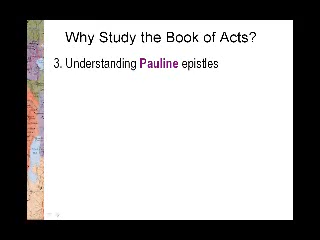 Why Study the Book of Acts?
3. Understanding Pauline epistles